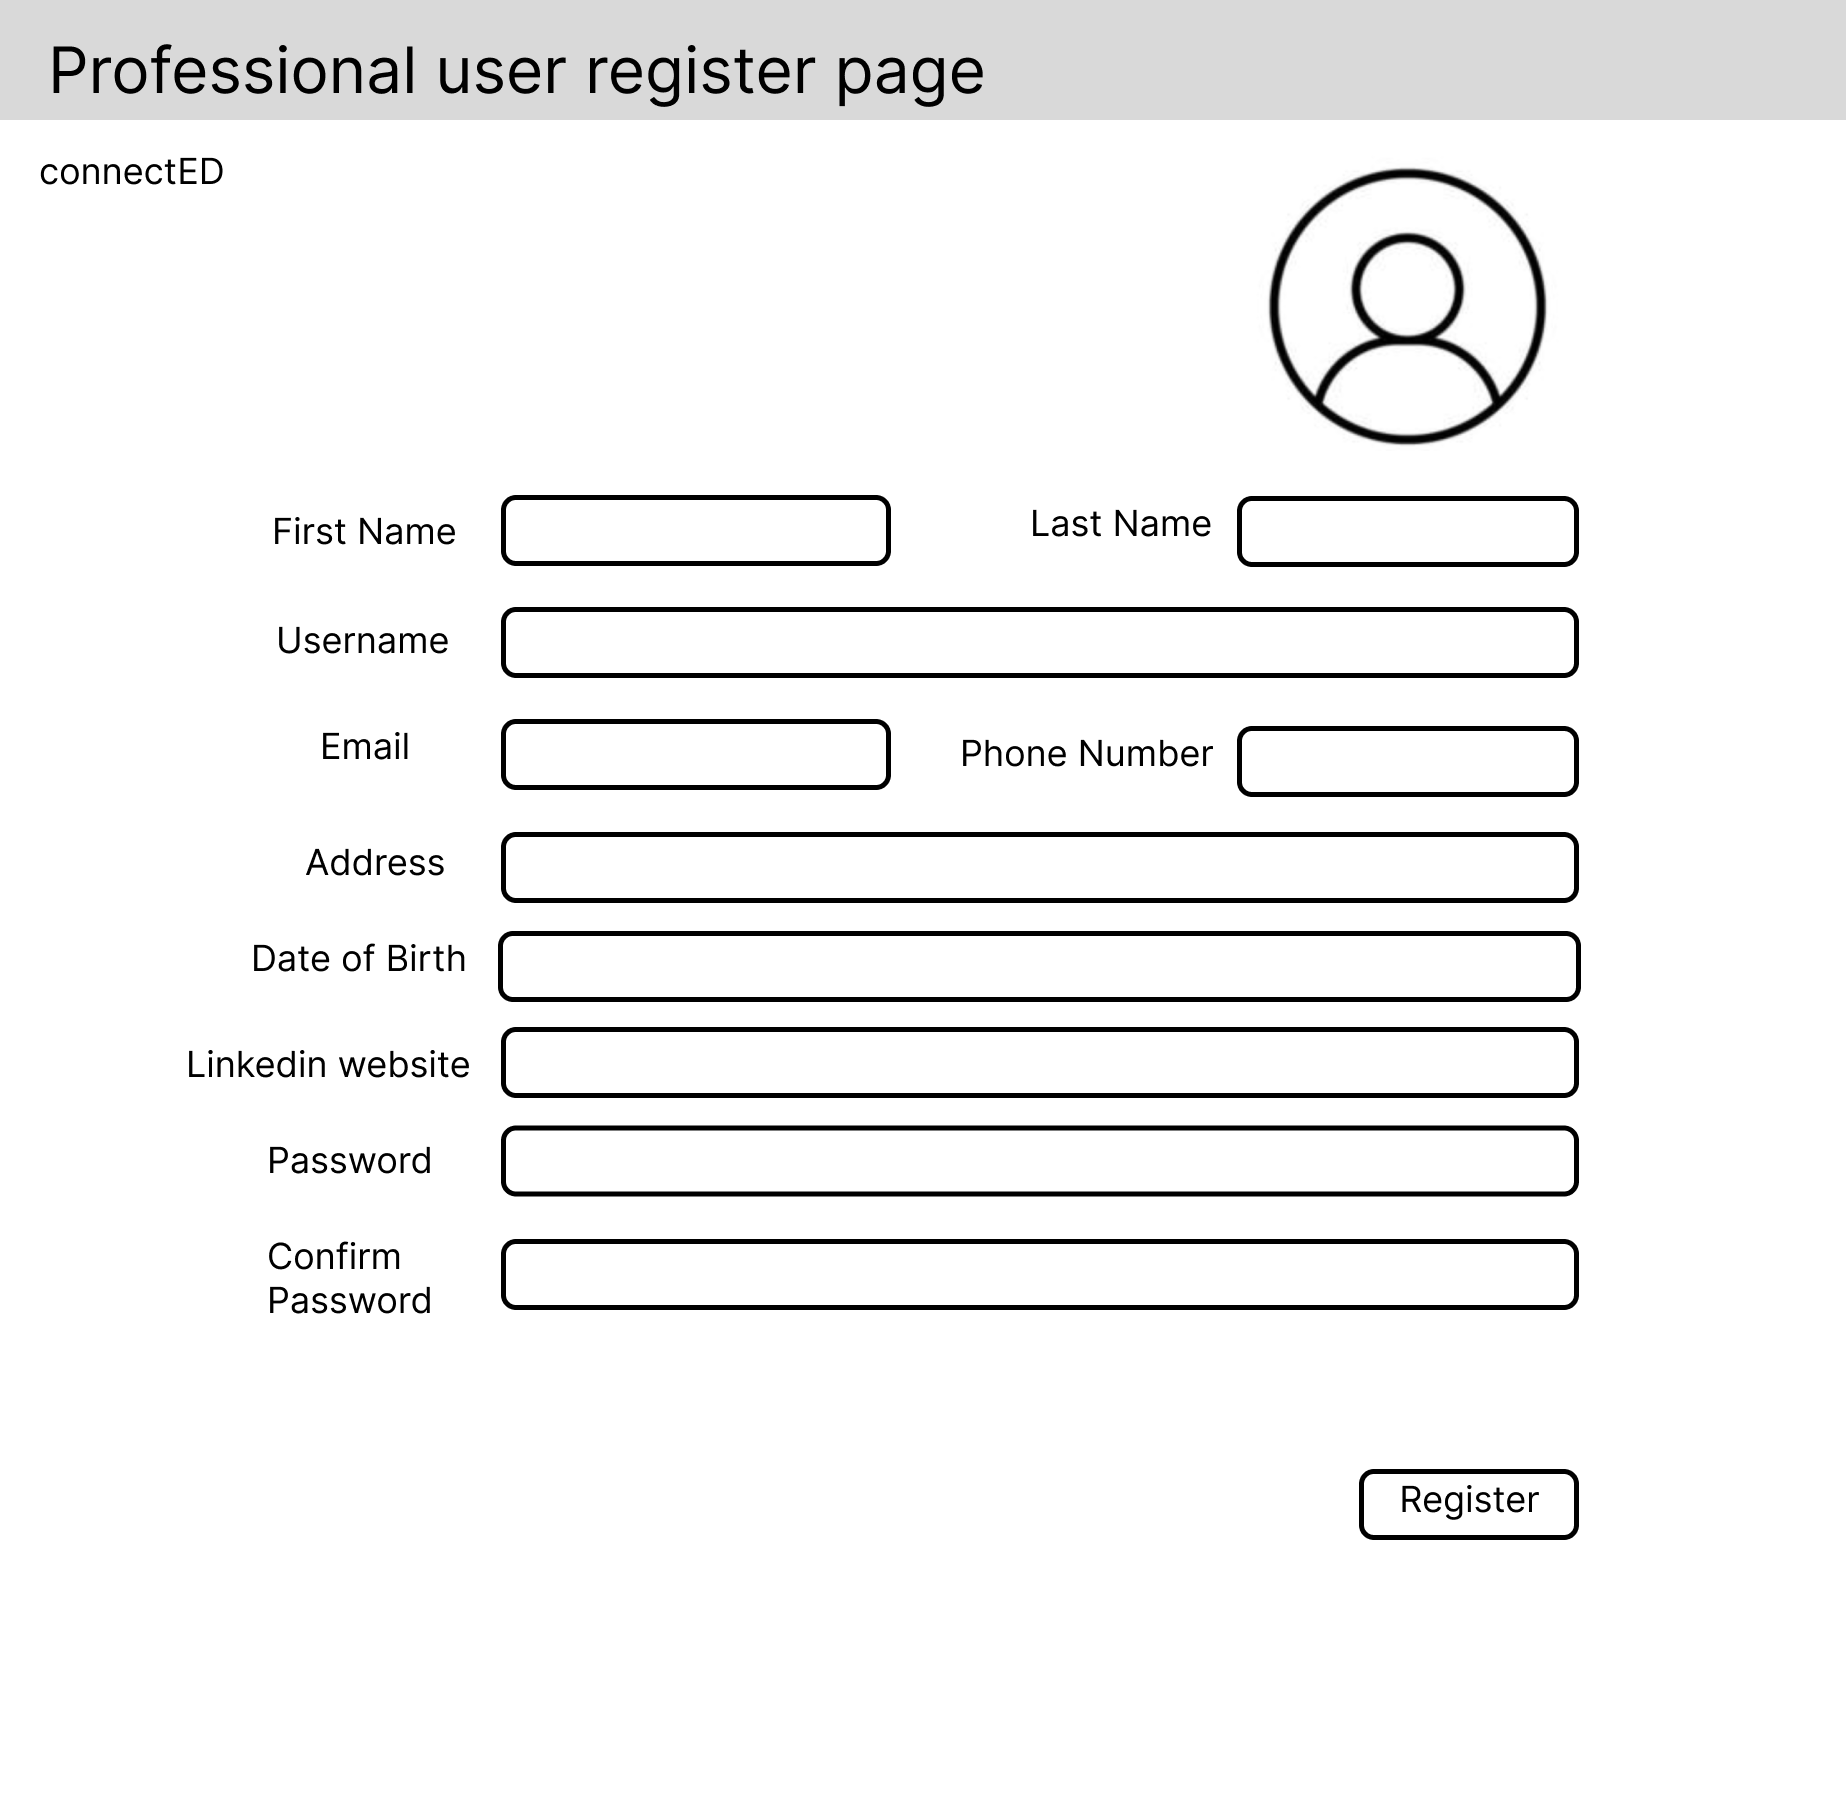 Professional user register page
connectED
First Name
Last Name
Username
Email
Phone Number
Address
Date of Birth
Linkedin website
Password
Confirm
Password
Register